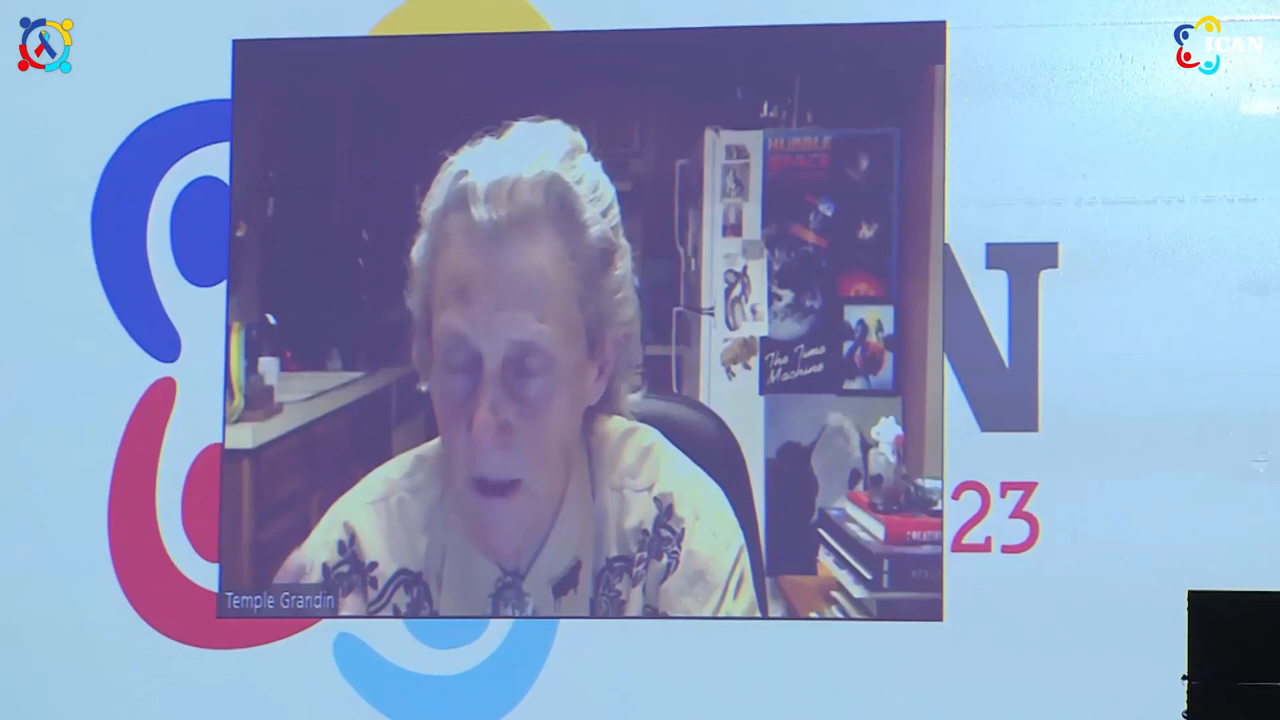 ICAN
HUBBLE
SPACE
The Time
Machine
N
23
Temple Grandin